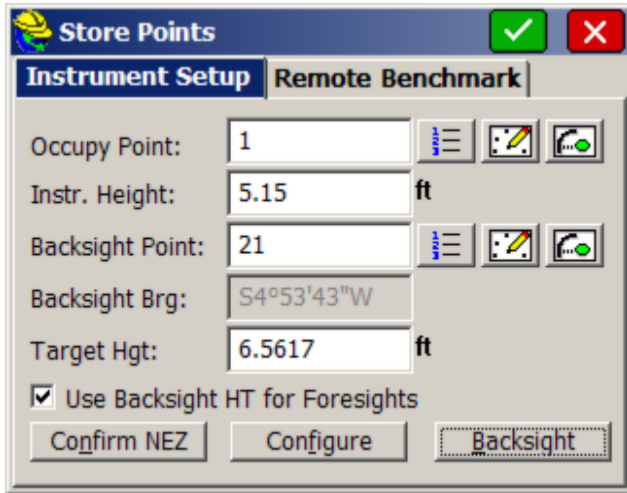 Store Points
Instrument Setup Remote Benchmark
Occupy Point: 1
Instr. Height: 5.15 ft
Backsight Point: 21
Backsight Brg: S4°53'43"W
Target Hgt: 6.5617 ft
Use Backsight HT for Foresights
Confirm NEZ Configure Backsight